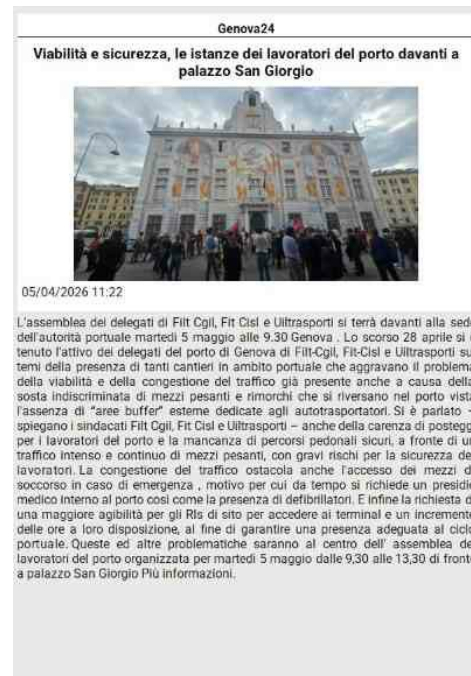 Genova24
Viabilità e sicurezza, le istanze dei lavoratori del porto davanti a
palazzo San Giorgio
05/04/2026 11:22
L'assemblea dei delegati di Filt Cgil, Fit Cisl e Uiltrasporti si terrà davanti alla sede
dell'autorità portuale martedì 5 maggio alle 9.30 Genova . Lo scorso 28 aprile si
tenuto l'attivo dei delegati del porto di Genova di Filt-Cgil, Fit-Cisl e Uiltrasporti su
temi della presenza di tanti cantieri in ambito portuale che aggravano il problema
della viabilità e della congestione del traffico già presente anche a causa della
sosta indiscriminata di mezzi pesanti e rimorchi che si riversano nel porto vista
l'assenza di "aree buffer" esterne dedicate agli autotrasportatori. Si è parlato –
spiegano i sindacati Filt Cgil, Fit Cisl e Uiltrasporti – anche della carenza di postegg
per i lavoratori del porto e la mancanza di percorsi pedonali sicuri, a fronte di un
traffico intenso e continuo di mezzi pesanti, con gravi rischi per la sicurezza de
lavoratori. La congestione del traffico ostacola anche l'accesso dei mezzi d
soccorso in caso di emergenza , motivo per cui da tempo si richiede un presidio
medico interno al porto così come la presenza di defibrillatori. E infine la richiesta d
una maggiore agibilità per gli Rls di sito per accedere ai terminal e un incremento
delle ore a loro disposizione, al fine di garantire una presenza adeguata al ciclo
portuale. Queste ed altre problematiche saranno al centro dell' assemblea de
lavoratori del porto organizzata per martedì 5 maggio dalle 9,30 alle 13,30 di fronte
a palazzo San Giorgio Più informazioni.